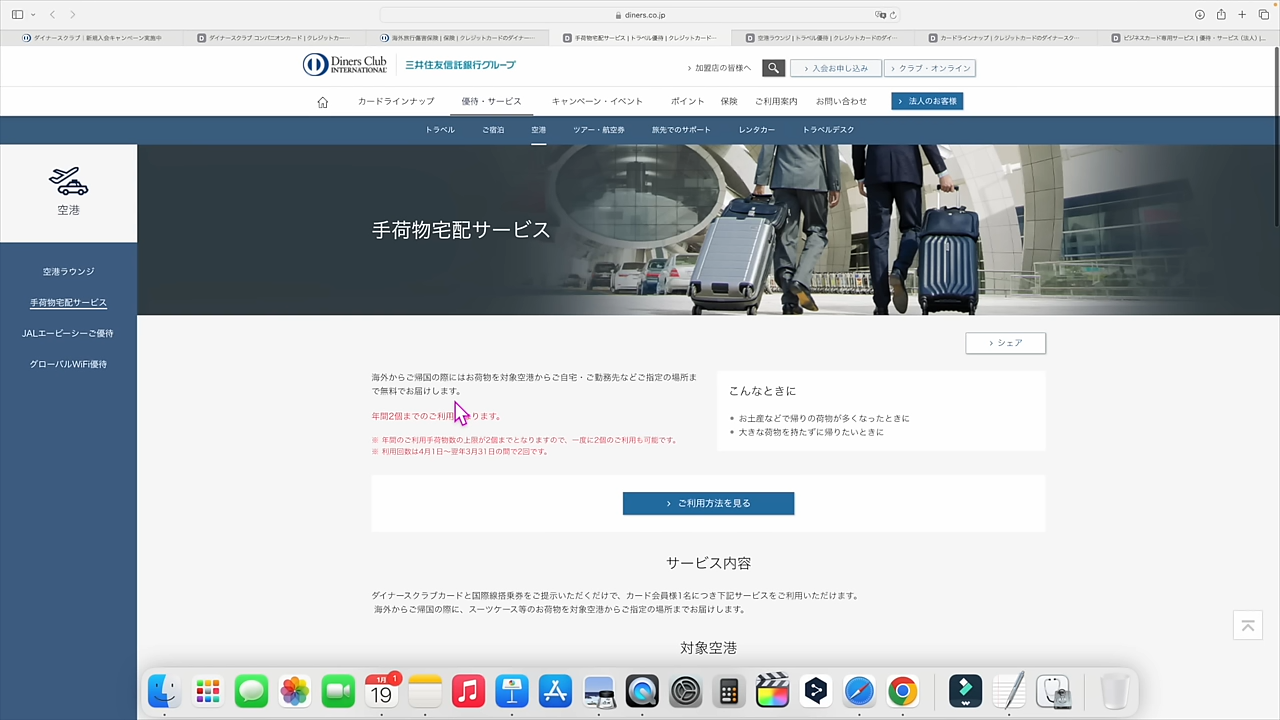 diners.co.jp
ダイナースクラブ｜新規入会キャンペーン実施中
ダイナースクラブ コンパニオンカード | クレジットカー…
海外旅行傷害保険 | 保険 | クレジットカードのダイナー…
手荷物宅配サービス | トラベル優待 | クレジットカード…
空港ラウンジ | トラベル優待 | クレジットカードのダイ…
カードラインナップ | クレジットカードのダイナースク…
ビジネスカード専用サービス | 優待・サービス（法人）|…
Diners Club
INTERNATIONAL
三井住友信託銀行グループ
加盟店の皆様へ
入会お申し込み
クラブ・オンライン
カードラインナップ
優待・サービス
キャンペーン・イベント
ポイント
保険
ご利用案内
お問い合わせ
法人のお客様
トラベル
ご宿泊
空港
ツアー・航空券
旅先でのサポート
レンタカー
トラベルデスク
空港
空港ラウンジ
手荷物宅配サービス
JALエービーシーご優待
グローバルWiFi優待
手荷物宅配サービス
シェア
海外からご帰国の際にはお荷物を対象空港からご自宅・ご勤務先などご指定の場所ま
で無料でお届けします。
年間2個までのご利用 ります。
※ 年間のご利用手荷物数の上限が2個までとなりますので、一度に2個のご利用も可能です。
※ 利用回数は4月1日～翌年3月31日の間で2回です。
こんなときに
お土産などで帰りの荷物が多くなったときに
大きな荷物を持たずに帰りたいときに
ご利用方法を見る
サービス内容
ダイナースクラブカードと国際線搭乗券をご提示いただくだけで、カード会員様1名につき下記サービスをご利用いただけます。
海外からご帰国の際に、スーツケース等のお荷物を対象空港からご指定の場所までお届けします。
対象空港
1月
1
19